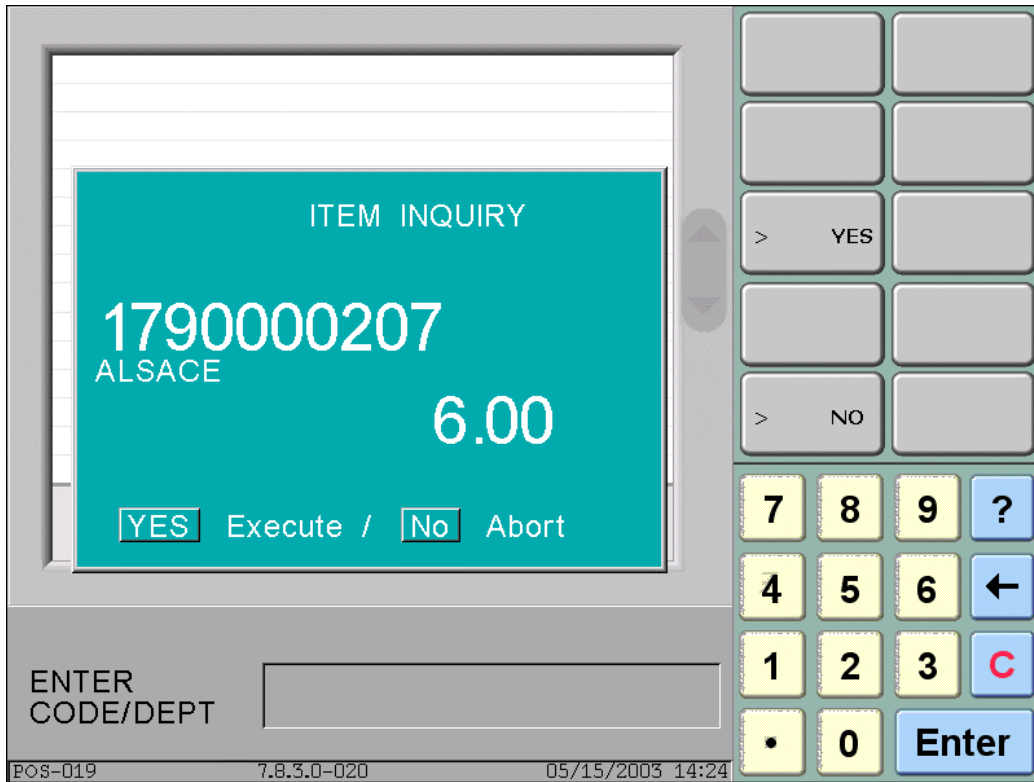 ITEM INQUIRY
1790000207
ALSACE
6.00
YES Execute / No Abort
ENTER
CODE/DEPT
POS-019 7.8.3.0-020 05/15/2003 14:24
> YES
> NO
7 8 9 ?
4 5 6 ←
1 2 3 C
. 0 Enter